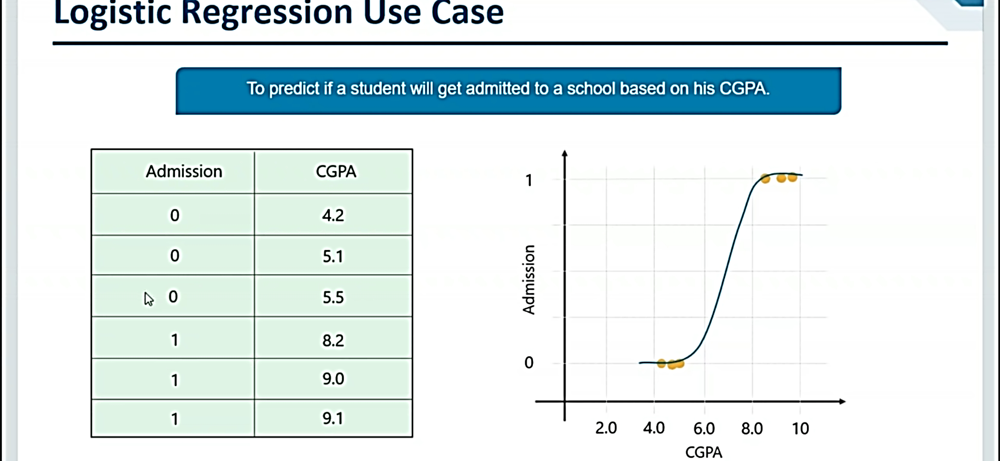 Logistic Regression Use Case
To predict if a student will get admitted to a school based on his CGPA.
Admission CGPA
0 4.2
0 5.1
0 5.5
1 8.2
1 9.0
1 9.1
1
Admission
0
2.0 4.0 6.0 8.0 10
CGPA